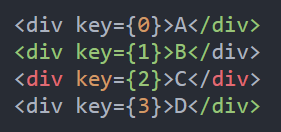 <div key={0}>A</div>
<div key={1}>B</div>
<div key={2}>C</div>
<div key={3}>D</div>